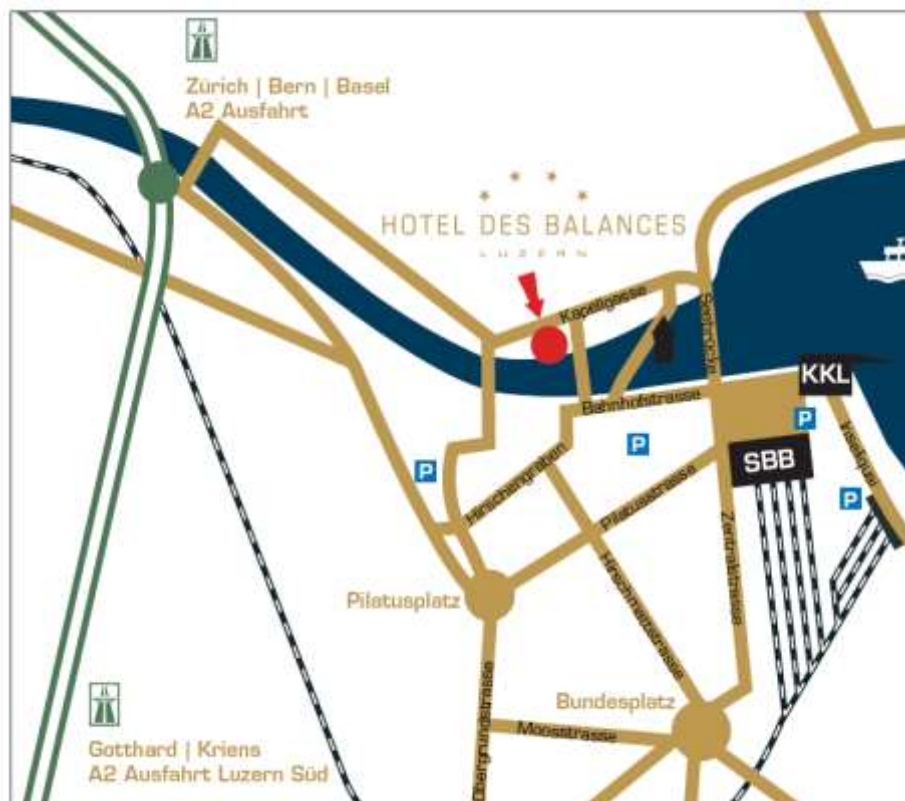 Zürich | Bern | Basel
A2 Ausfahrt
HOTEL DES BALANCES
LUZERN
Kapellgasse
Seebrücke
KKL
Bahnhofstrasse
P
P
P
P
SBB
Hirschengraben
Pilatusstrasse
Inseliquai
Zentralstrasse
Hirschmattstrasse
Pilatusplatz
Obergrundstrasse
Bundesplatz
Moosstrasse
Gotthard | Kriens
A2 Ausfahrt Luzern Süd